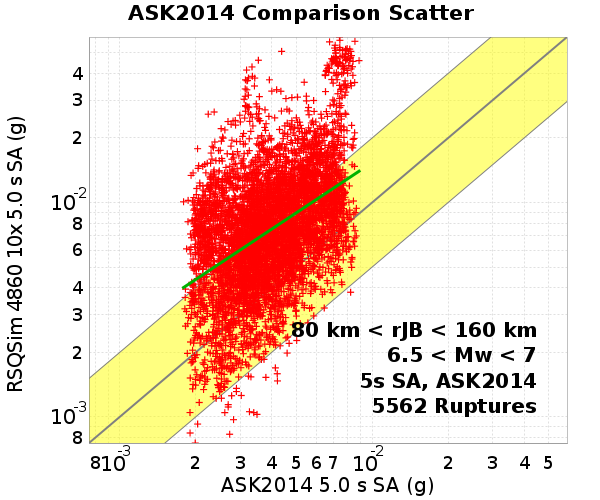 ASK2014 Comparison Scatter
RSQSim 4860 10x 5.0 s SA (g)
4
3
2
10-2
8
6
4
3
2
10-3
8
80 km < rJB < 160 km
6.5 < Mw < 7
5s SA, ASK2014
5562 Ruptures
8 10-3 2 3 4 5 6 7 10-2 2 3 4 5
ASK2014 5.0 s SA (g)